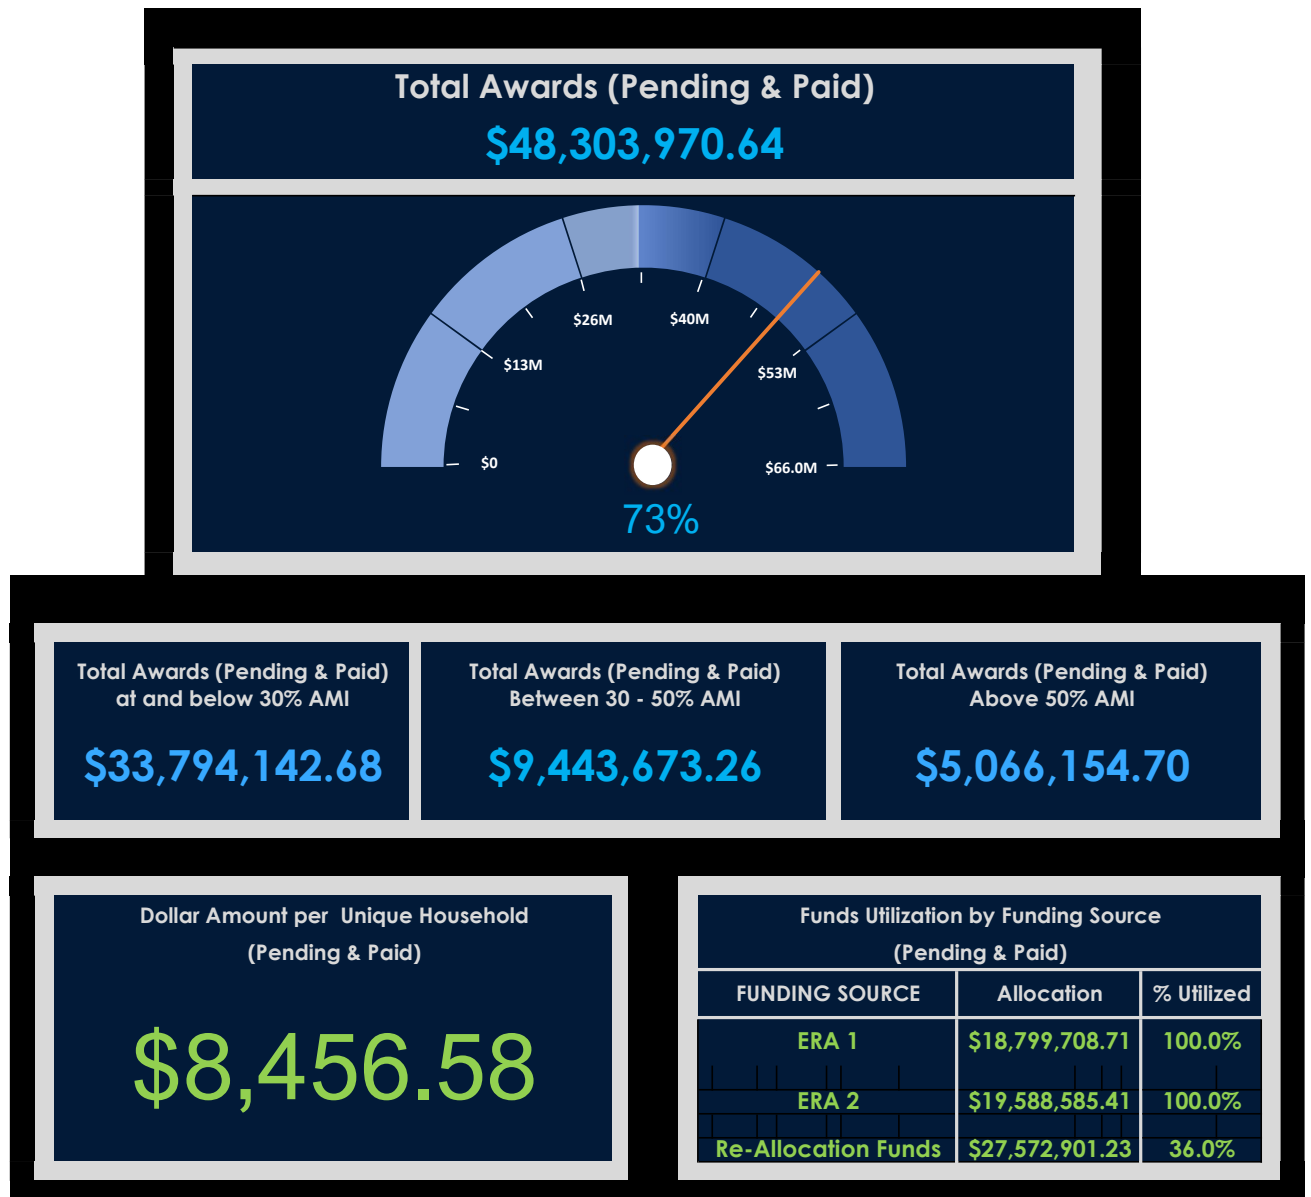 Total Awards (Pending & Paid)
$48,303,970.64
$26M
$40M
$13M
$53M
$0
$66.0M
73%
Total Awards (Pending & Paid)
at and below 30% AMI
$33,794,142.68
Total Awards (Pending & Paid)
Between 30 - 50% AMI
$9,443,673.26
Total Awards (Pending & Paid)
Above 50% AMI
$5,066,154.70
Dollar Amount per Unique Household
(Pending & Paid)
$8,456.58
Funds Utilization by Funding Source
(Pending & Paid)
FUNDING SOURCE Allocation % Utilized
ERA 1 $18,799,708.71 100.0%
ERA 2 $19,588,585.41 100.0%
Re-Allocation Funds $27,572,901.23 36.0%